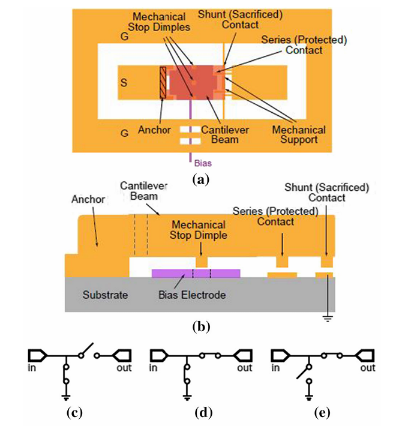 Mechanical
Stop Dimples
Shunt (Sacrificed)
Contact
G
Series (Protected)
Contact
S
G
Anchor
Cantilever
Beam
Mechanical
Support
Bias
(a)
Cantilever
Beam
Anchor
Shunt (Sacrificed)
Contact
Series (Protected)
Contact
Mechanical
Stop Dimple
Substrate
Bias Electrode
(b)
in
out
in
out
in
out
(c)
(d)
(e)